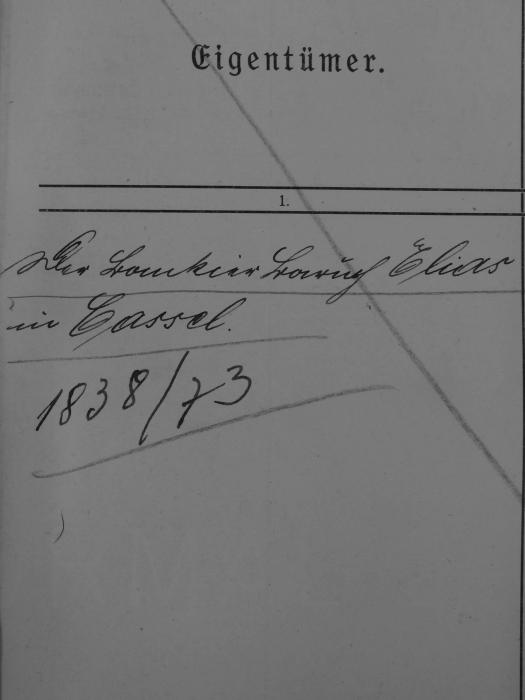 Eigentümer.
1.
Der Bankier Baruch Elias
in Cassel.
1838/73